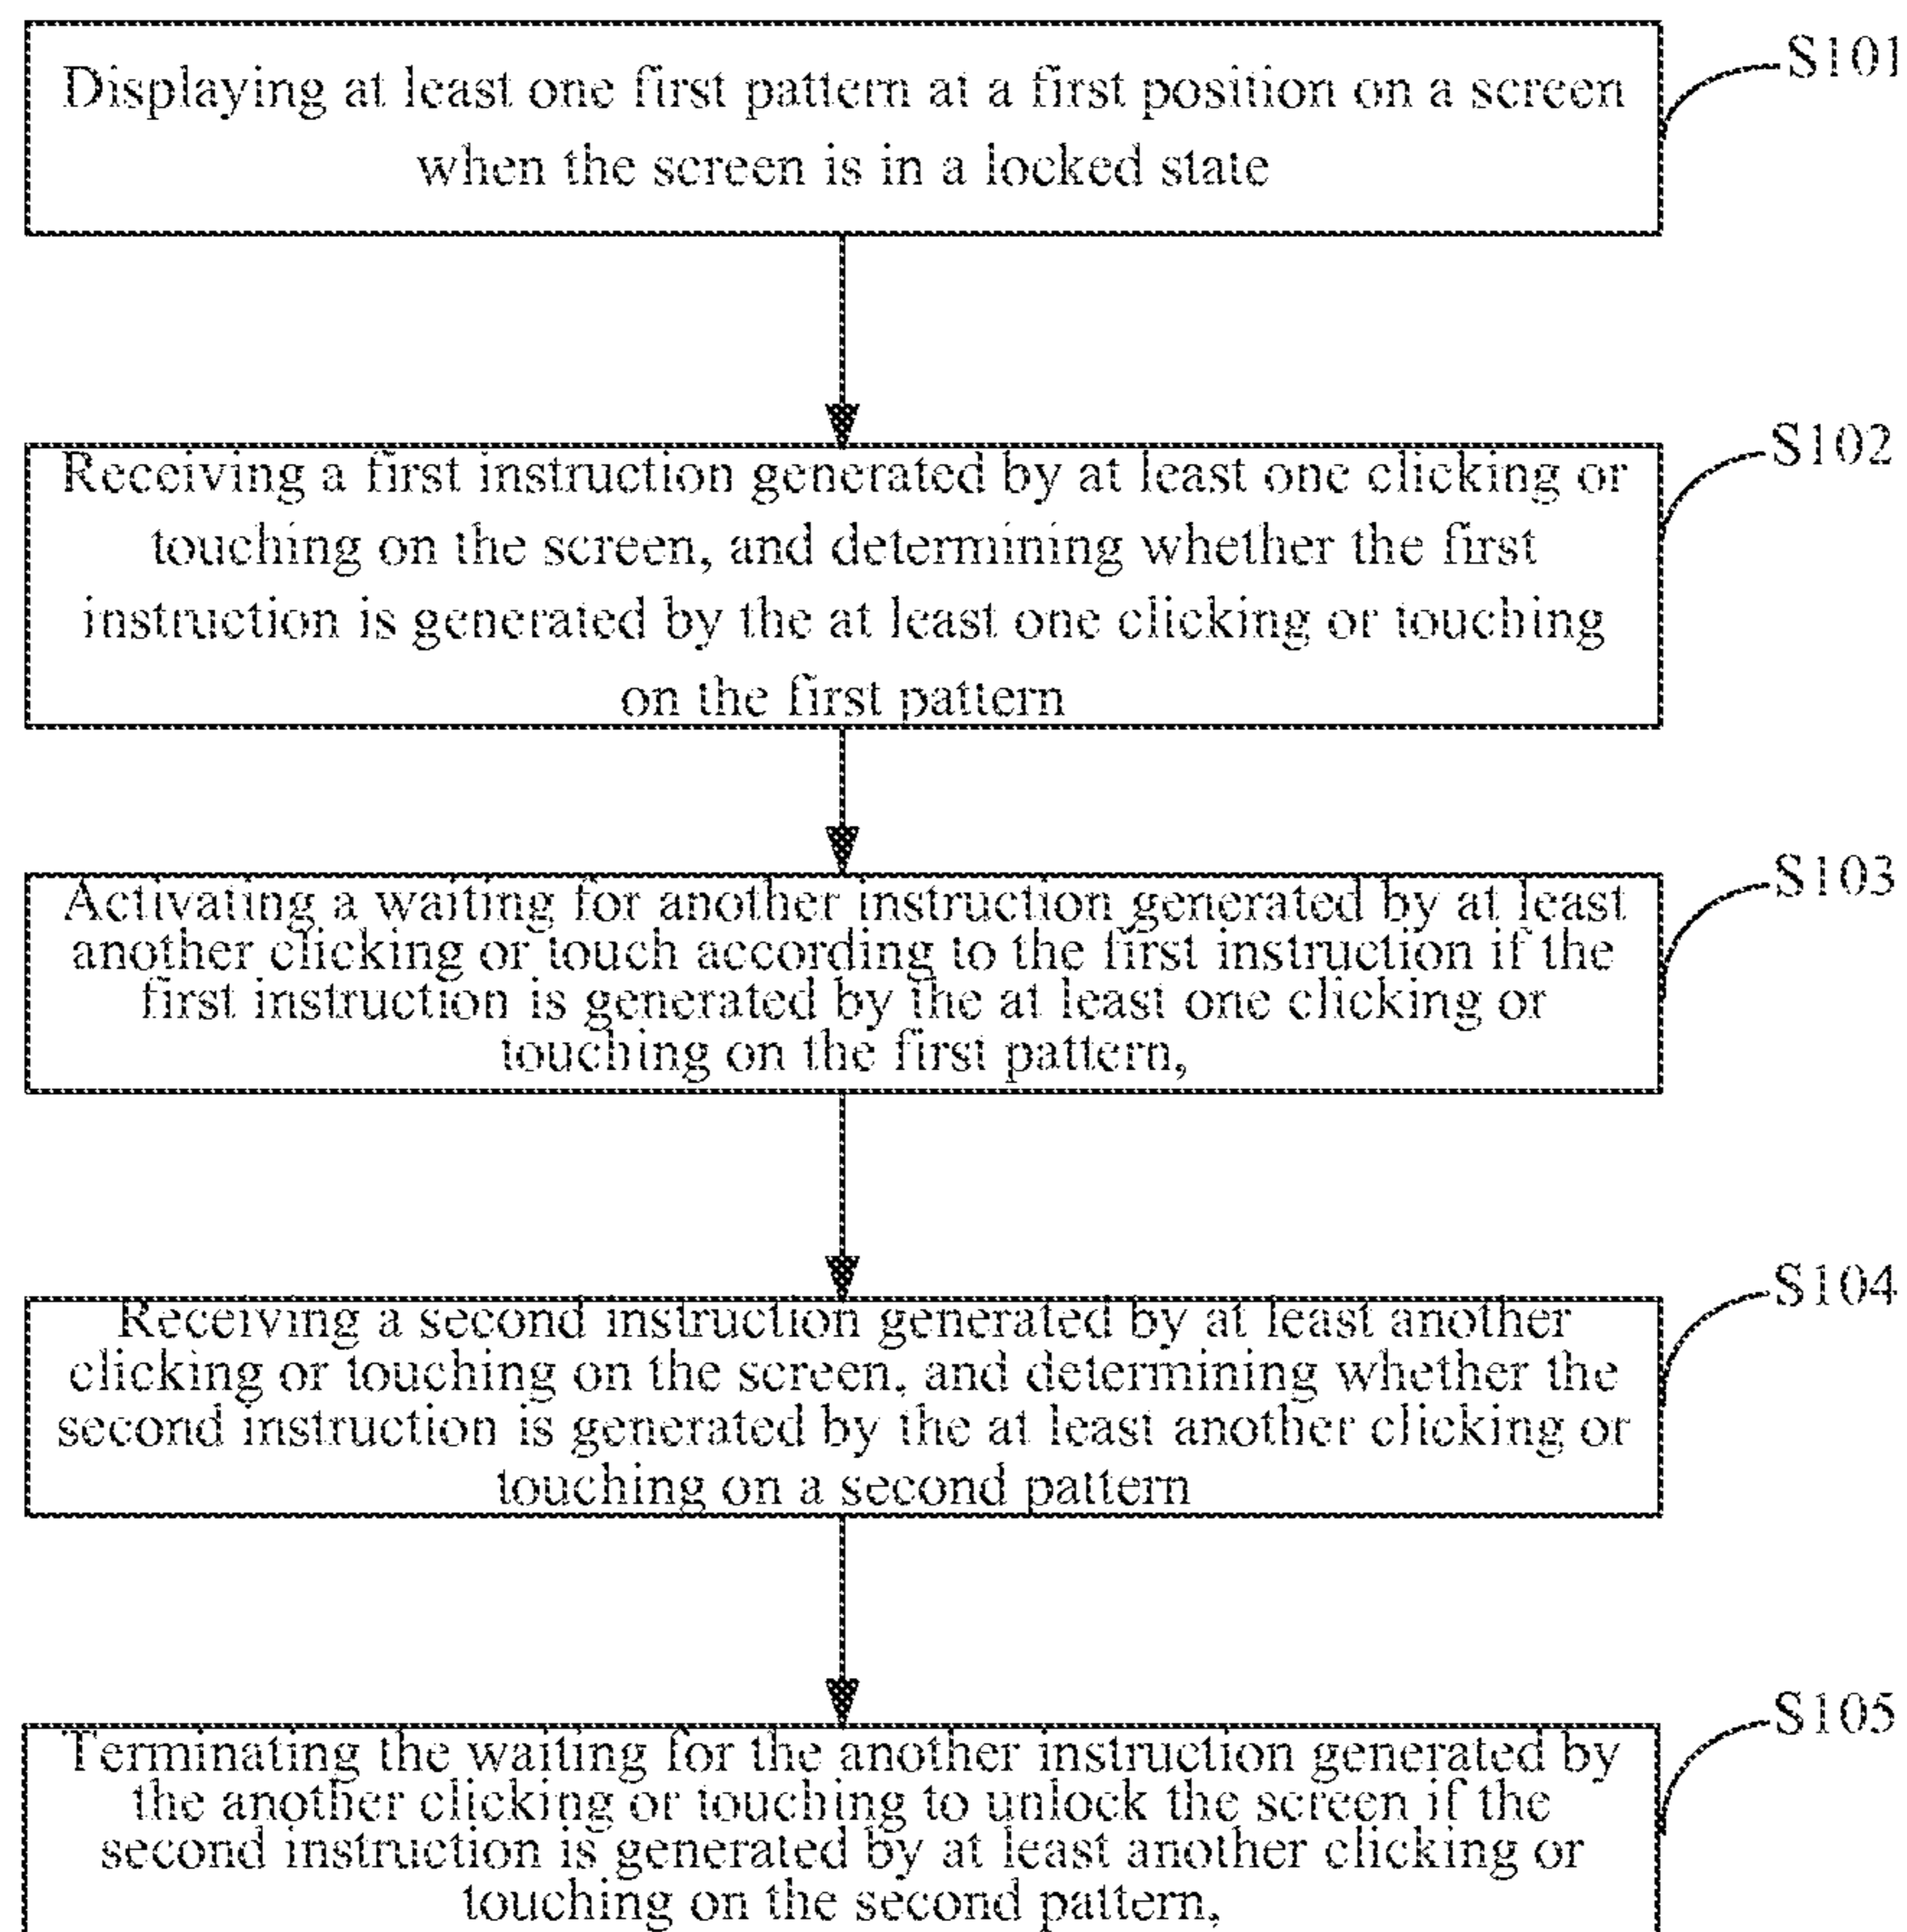 Displaying at least one first pattern at a first position on a screen
when the screen is in a locked state
S101
Receiving a first instruction generated by at least one clicking or
touching on the screen, and determining whether the first
instruction is generated by the at least one clicking or touching
on the first pattern
S102
Activating a waiting for another instruction generated by at least
another clicking or touch according to the first instruction if the
first instruction is generated by the at least one clicking or
touching on the first pattern,
S103
Receiving a second instruction generated by at least another
clicking or touching on the screen, and determining whether the
second instruction is generated by the at least another clicking or
touching on a second pattern
S104
Terminating the waiting for the another instruction generated by
the another clicking or touching to unlock the screen if the
second instruction is generated by at least another clicking or
touching on the second pattern,
S105